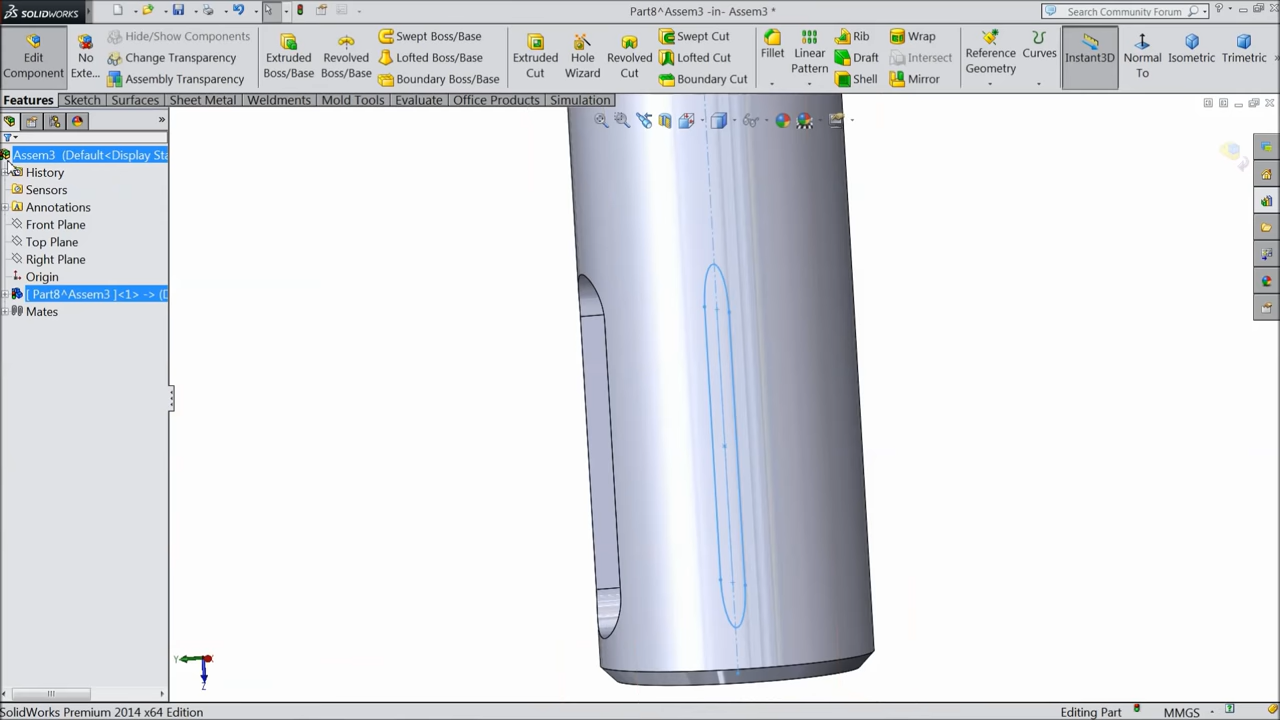 SOLIDWORKS
Part8^Assem3 -in- Assem3 *
Search Community Forum
Edit Component
No Exte...
Hide/Show Components
Change Transparency
Assembly Transparency
Extruded Boss/Base
Revolved Boss/Base
Swept Boss/Base
Lofted Boss/Base
Boundary Boss/Base
Extruded Cut
Hole Wizard
Revolved Cut
Swept Cut
Lofted Cut
Boundary Cut
Fillet
Linear Pattern
Rib
Draft
Shell
Wrap
Intersect
Mirror
Reference Geometry
Curves
Instant3D
Normal To
Isometric
Trimetri
Features Sketch Surfaces Sheet Metal Weldments Mold Tools Evaluate Office Products Simulation
Assem3 (Default<Display Sta
History
Sensors
Annotations
Front Plane
Top Plane
Right Plane
Origin
[ Part8^Assem3 ]<1> -> (D
Mates
Y
Z
SolidWorks Premium 2014 x64 Edition
Editing Part
MMGS